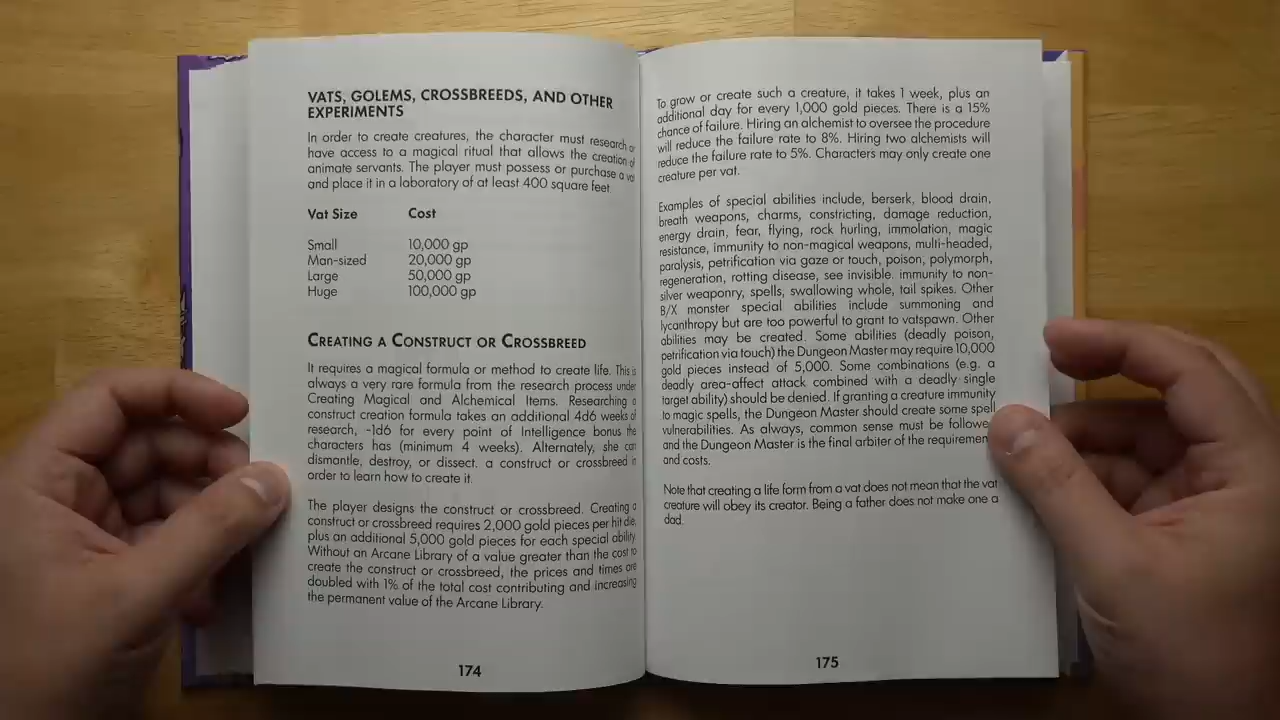 VATS, GOLEMS, CROSSBREEDS, AND OTHER
EXPERIMENTS
In order to create creatures, the character must research or
have access to a magical ritual that allows the creation of
animate servants. The player must possess or purchase a vat
and place it in a laboratory of at least 400 square feet
Vat Size Cost
Small 10,000 gp
Man-sized 20,000 gp
Large 50,000 gp
Huge 100,000 gp
CREATING A CONSTRUCT OR CROSSBREED
It requires a magical formula or method to create life. This is
always a very rare formula from the research process under
Creating Magical and Alchemical Items. Researching a
construct creation formula takes an additional 4d6 weeks of
research, -1d6 for every point of Intelligence bonus the
characters has (minimum 4 weeks). Alternately, she can
dismantle, destroy, or dissect. a construct or crossbreed in
order to learn how to create it.
The player designs the construct or crossbreed. Creating a
construct or crossbreed requires 2,000 gold pieces per hit die,
plus an additional 5,000 gold pieces for each special ability.
Without an Arcane Library of a value greater than the cost to
create the construct or crossbreed, the prices and times are
doubled with 1% of the total cost contributing and increasing
the permanent value of the Arcane Library.
174
To grow or create such a creature, it takes 1 week, plus an
additional day for every 1,000 gold pieces. There is a 15%
chance of failure. Hiring an alchemist to oversee the procedure
will reduce the failure rate to 8%. Hiring two alchemists will
reduce the failure rate to 5%. Characters may only create one
creature per vat.
Examples of special abilities include, berserk, blood drain,
breath weapons, charms, constricting, damage reduction,
energy drain, fear, flying, rock hurling, immolation, magic
resistance, immunity to non-magical weapons, multi-headed,
paralysis, petrification via gaze or touch, poison, polymorph,
regeneration, rotting disease, see invisible. immunity to non-
silver weaponry, spells, swallowing whole, tail spikes. Other
B/X monster special abilities include summoning and
lycanthropy but are too powerful to grant to vatspawn. Other
abilities may be created. Some abilities (deadly poison,
petrification via touch) the Dungeon Master may require 10,000
gold pieces instead of 5,000. Some combinations (e.g. a
deadly area-affect attack combined with a deadly single
target ability) should be denied. If granting a creature immunity
to magic spells, the Dungeon Master should create some spell
vulnerabilities. As always, common sense must be followe
and the Dungeon Master is the final arbiter of the requiremen
and costs.
Note that creating a life form from a vat does not mean that the vat
creature will obey its creator. Being a father does not make one a
dad.
175